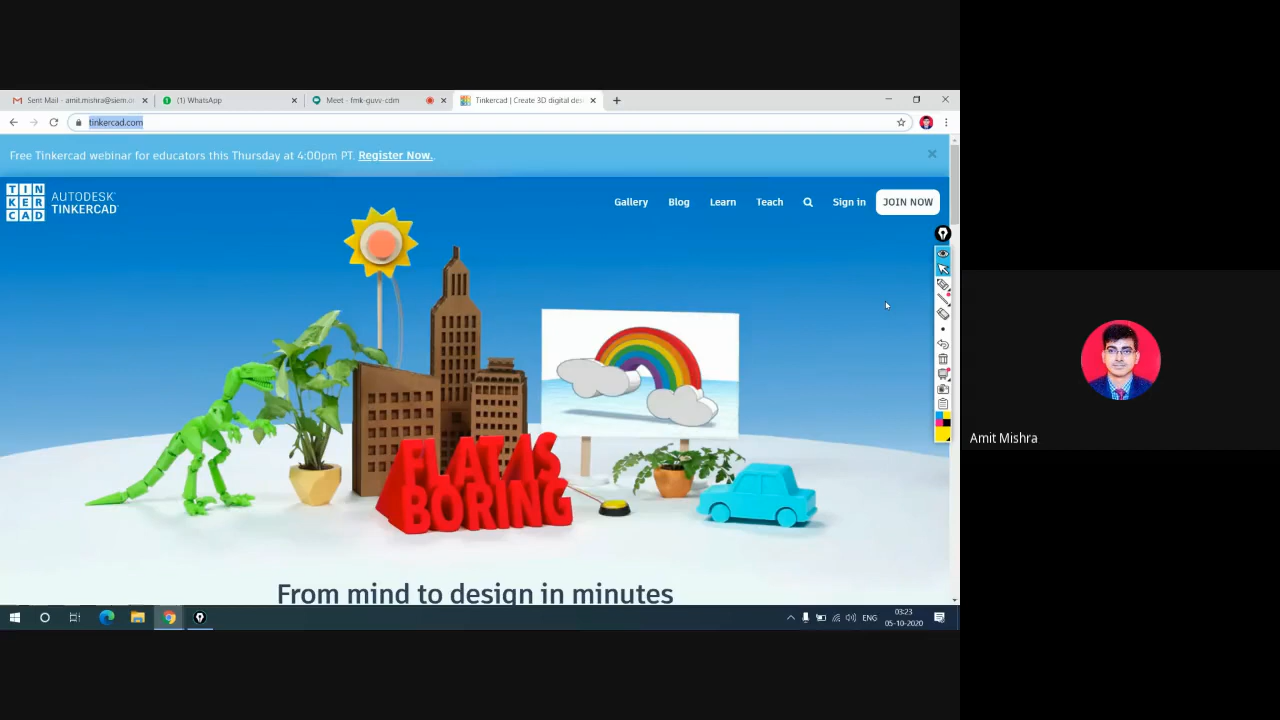 Sent Mail - amit.mishra@siem.o
(1) WhatsApp
Meet - fmk-guvv-cdm
Tinkercad | Create 3D digital des
tinkercad.com
Free Tinkercad webinar for educators this Thursday at 4:00pm PT. Register Now.
TIN
KER
CAD
AUTODESK
TINKERCAD
Gallery
Blog
Learn
Teach
Sign in
JOIN NOW
FLAT IS
BORING
From mind to design in minutes
Amit Mishra
ENG
03:23
05-10-2020